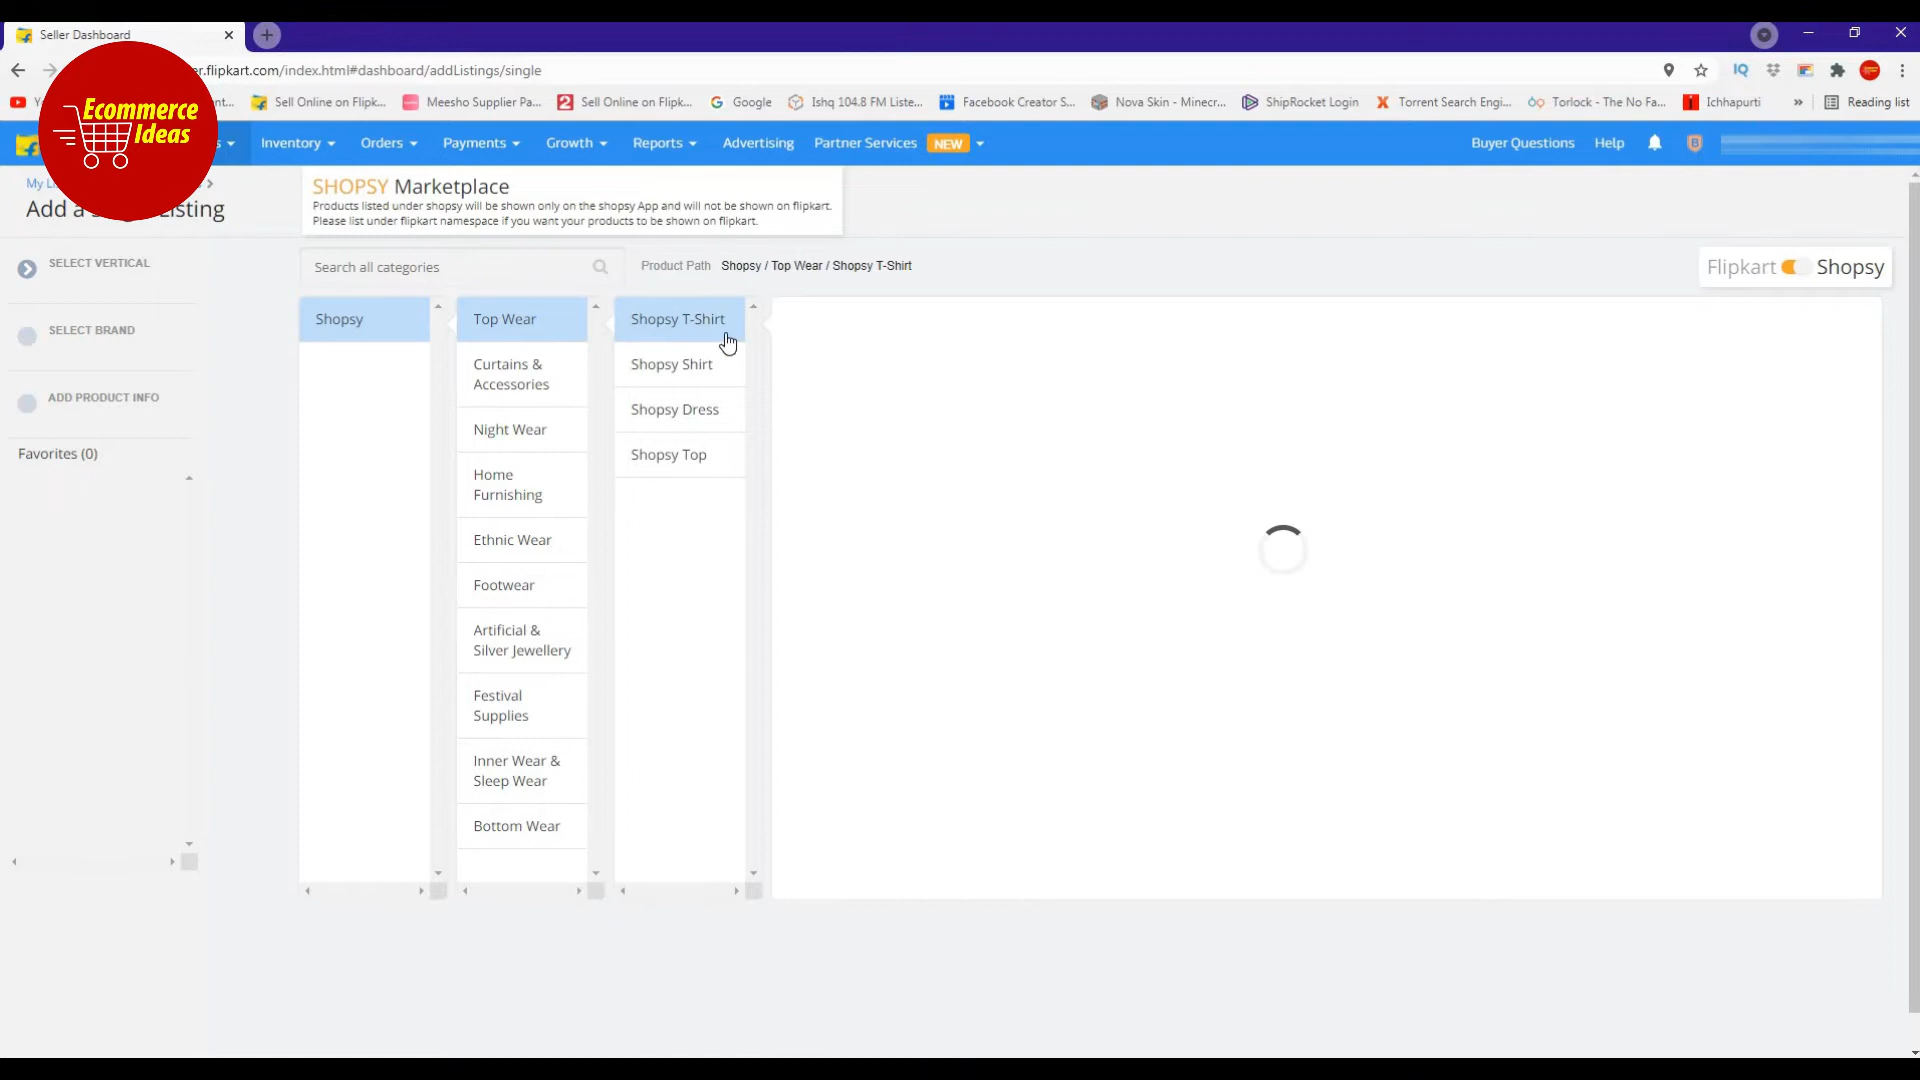 Seller Dashboard
er.flipkart.com/index.html#dashboard/addListings/single
Sell Online on Flipk...
Meesho Supplier Pa...
Sell Online on Flipk...
Google
Ishq 104.8 FM Liste...
Facebook Creator S...
Nova Skin - Minecr...
ShipRocket Login
Torrent Search Engi...
Torlock - The No Fa...
Ichhapurti
»
Reading list
Ecommerce
Ideas
Inventory
Orders
Payments
Growth
Reports
Advertising
Partner Services
NEW
Buyer Questions
Help
My Li
Add a
Listing
SHOPSY Marketplace
Products listed under shopsy will be shown only on the shopsy App and will not be shown on flipkart.
Please list under flipkart namespace if you want your products to be shown on flipkart.
SELECT VERTICAL
SELECT BRAND
ADD PRODUCT INFO
Favorites (0)
Search all categories
Product Path Shopsy / Top Wear / Shopsy T-Shirt
Flipkart Shopsy
Shopsy
Top Wear
Curtains &
Accessories
Night Wear
Home
Furnishing
Ethnic Wear
Footwear
Artificial &
Silver Jewellery
Festival
Supplies
Inner Wear &
Sleep Wear
Bottom Wear
Shopsy T-Shirt
Shopsy Shirt
Shopsy Dress
Shopsy Top